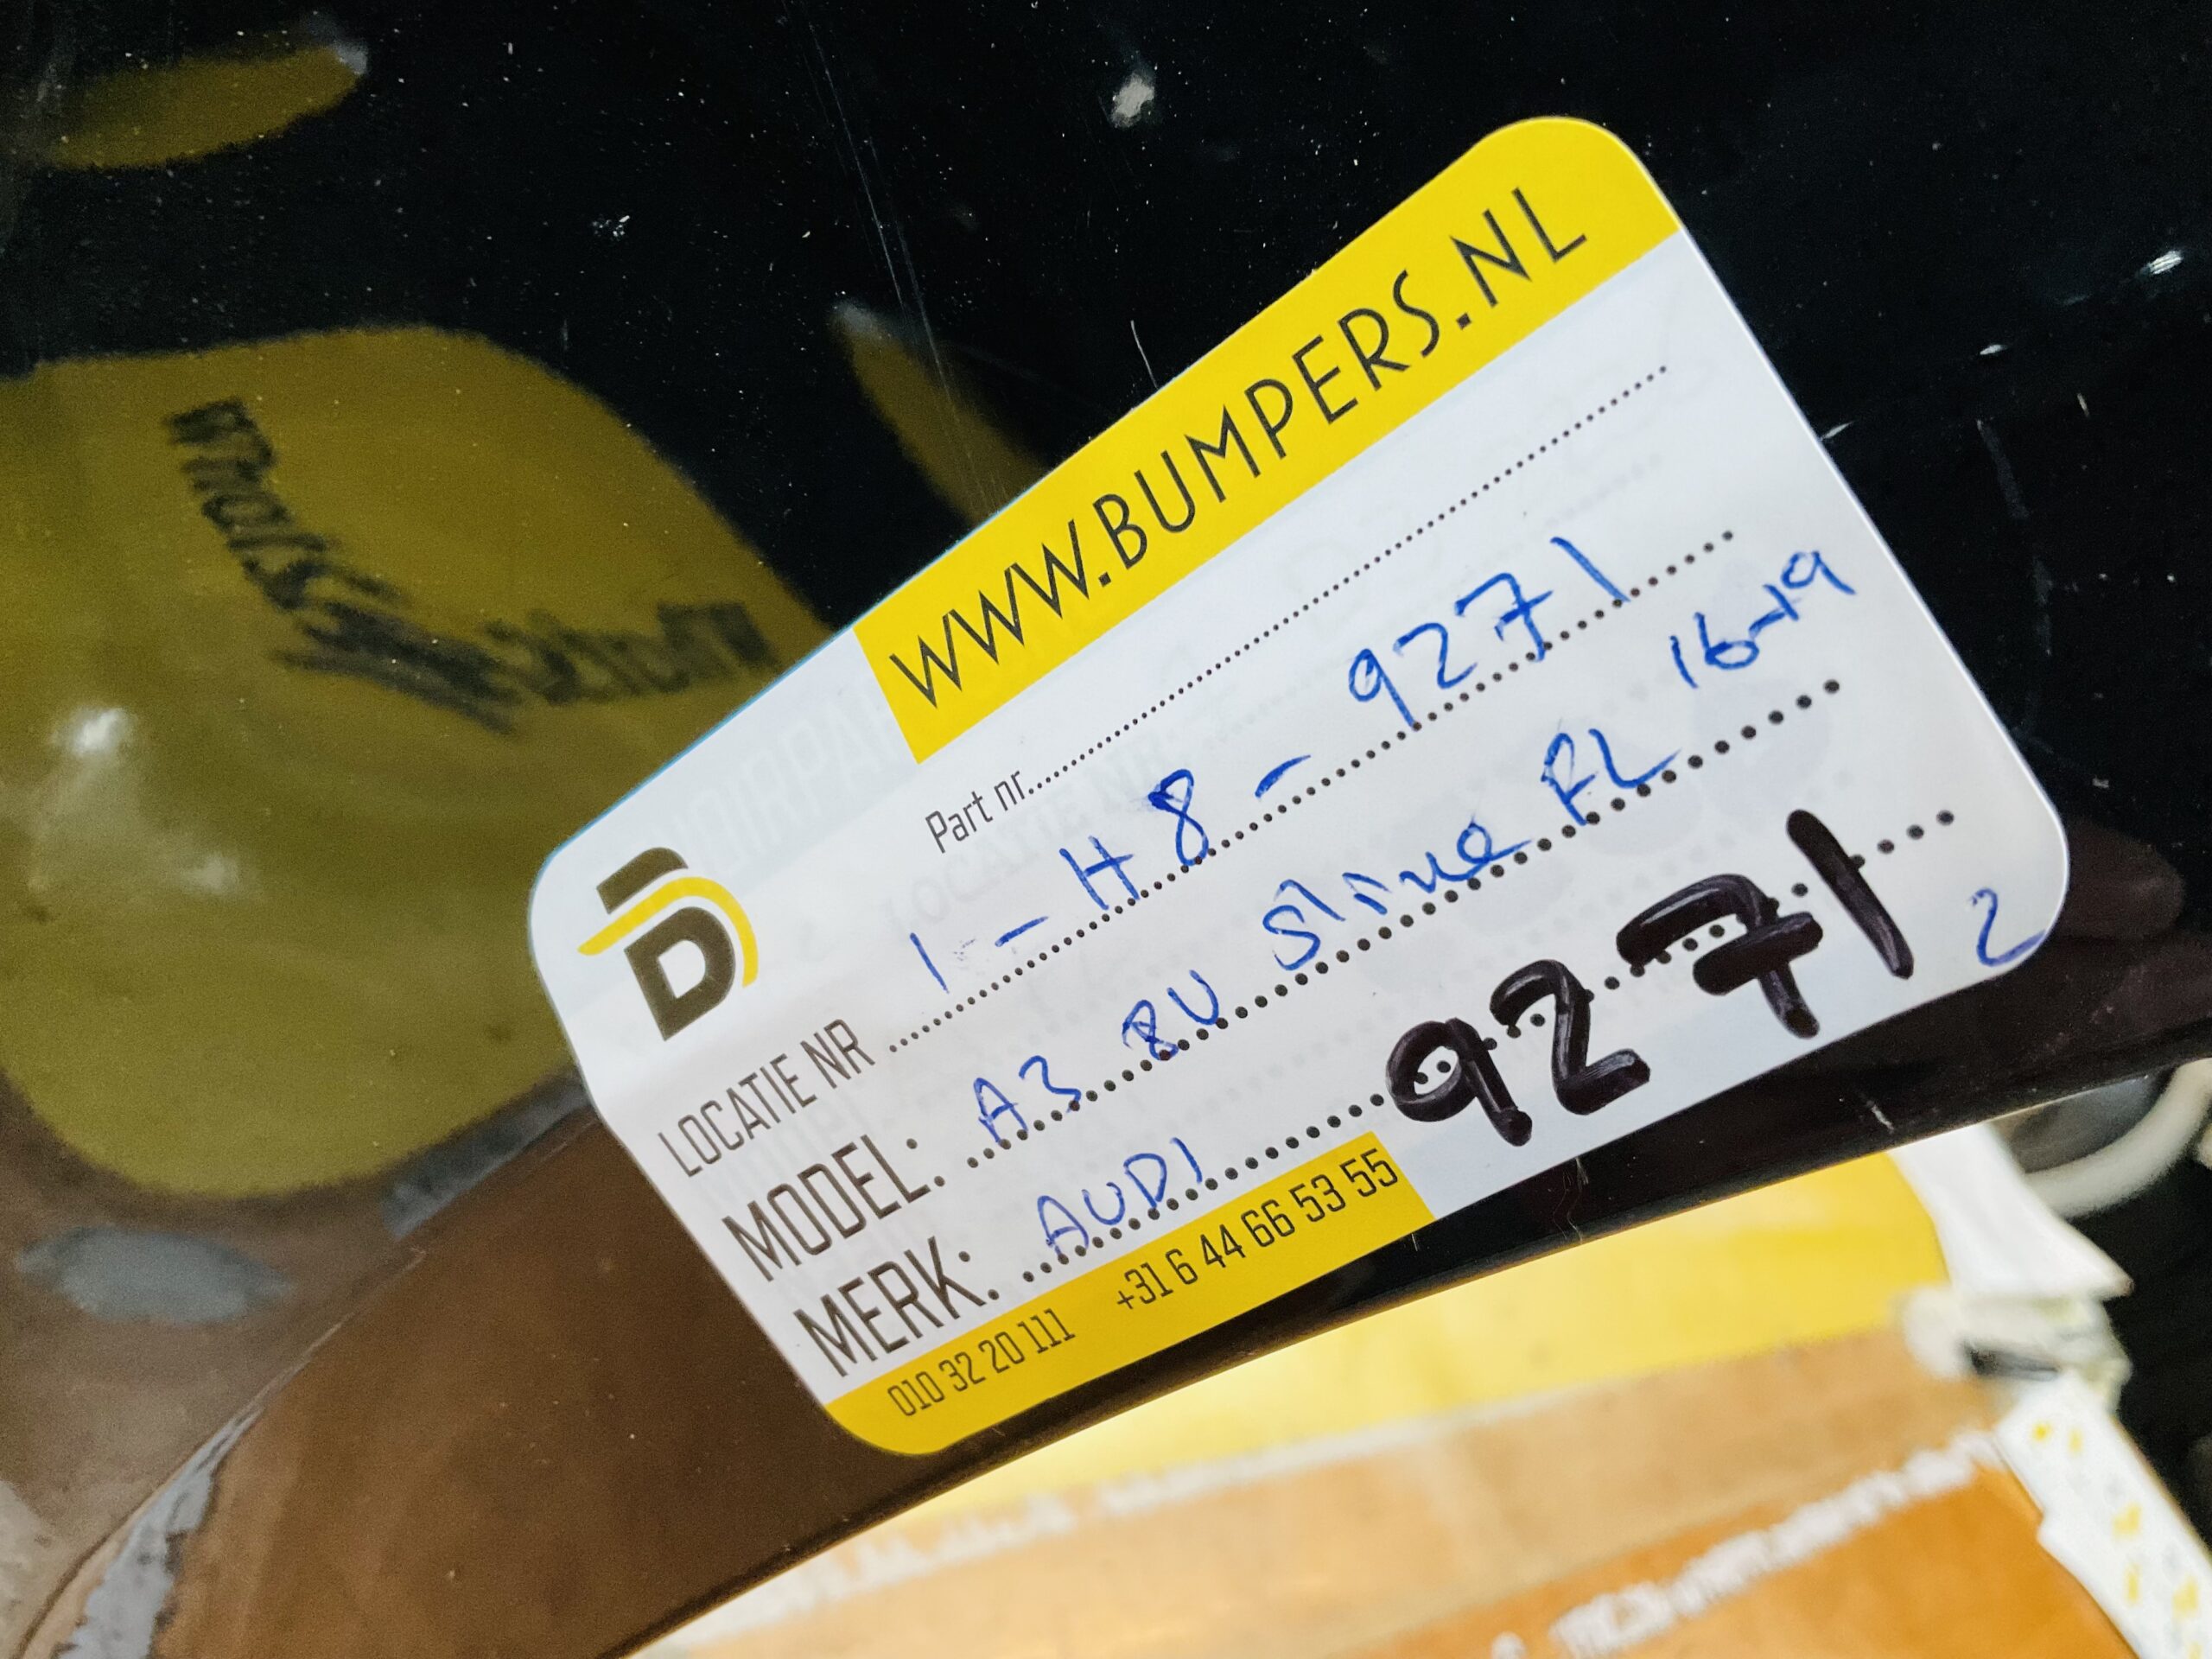 WWW.BUMPERS.NL
Part nr.
LOCATIE NR 1-H8-9271
MODEL: A3 8V Sline FL 16-19
MERK: AUDI 9271
2
010 32 20 111 +31 6 44 66 53 55